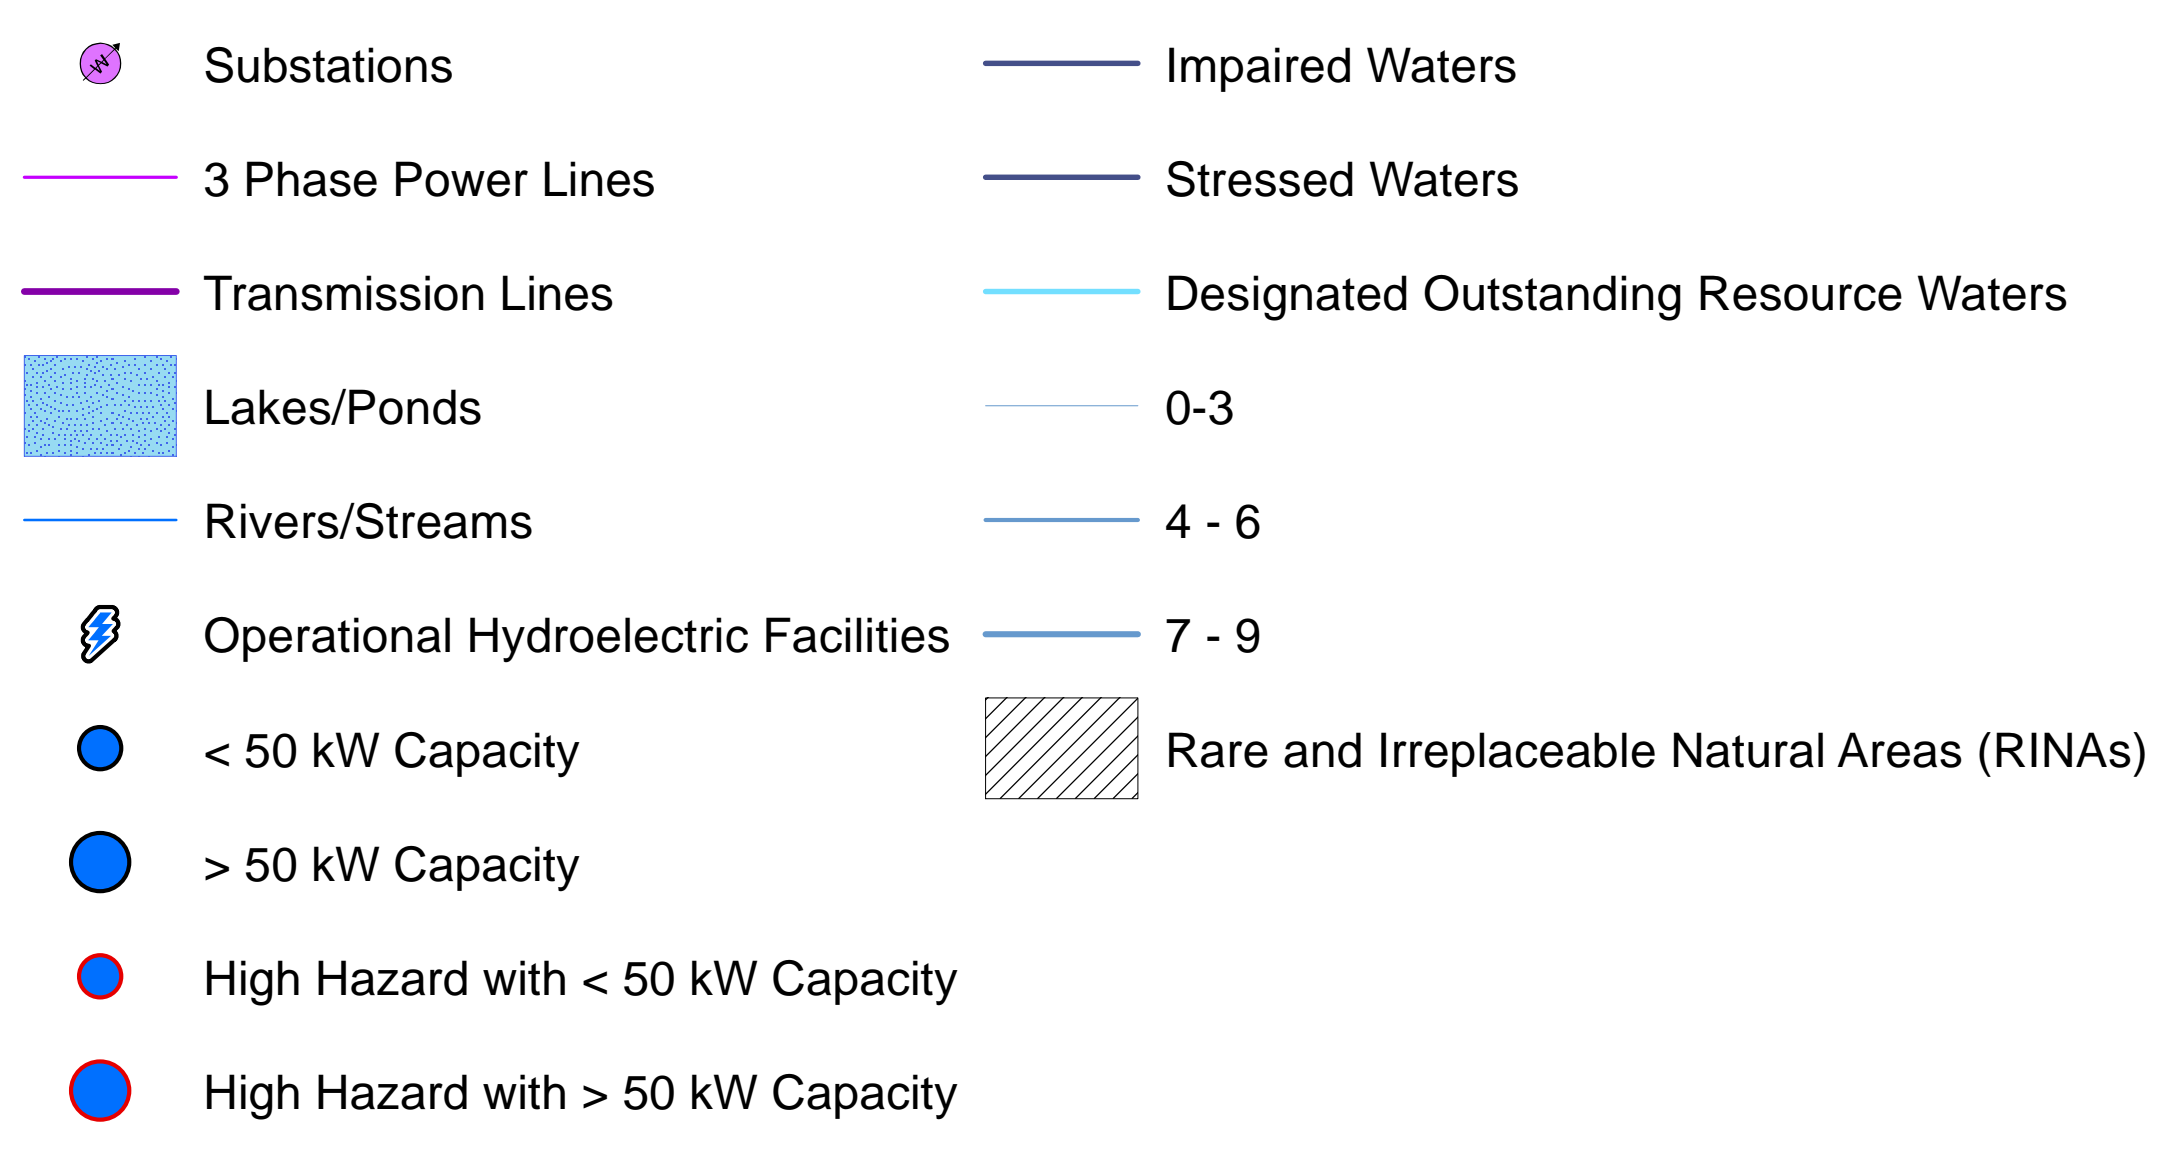 Substations
3 Phase Power Lines
Transmission Lines
Lakes/Ponds
Rivers/Streams
Operational Hydroelectric Facilities
< 50 kW Capacity
> 50 kW Capacity
High Hazard with < 50 kW Capacity
High Hazard with > 50 kW Capacity
Impaired Waters
Stressed Waters
Designated Outstanding Resource Waters
0-3
4 - 6
7 - 9
Rare and Irreplaceable Natural Areas (RINAs)